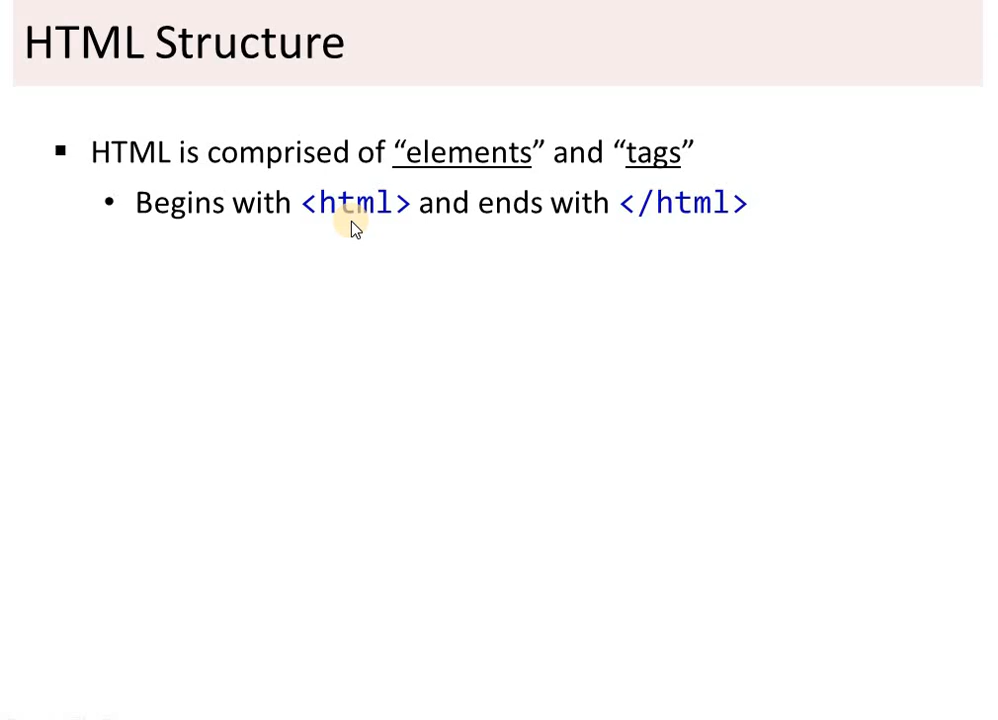 HTML Structure
▪ HTML is comprised of “elements” and “tags”
• Begins with <html> and ends with </html>